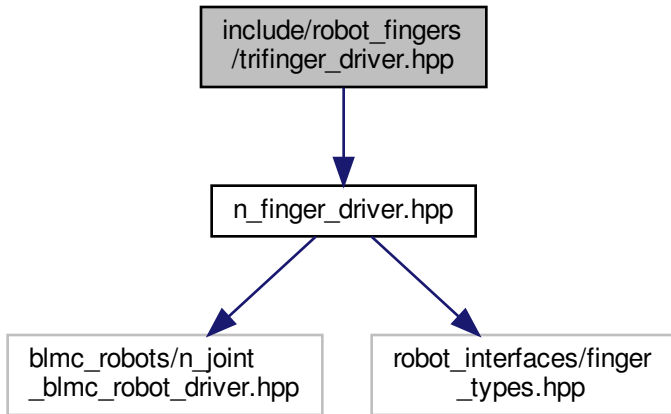 include/robot_fingers
/trifinger_driver.hpp
n_finger_driver.hpp
blmc_robots/n_joint
_blmc_robot_driver.hpp
robot_interfaces/finger
_types.hpp